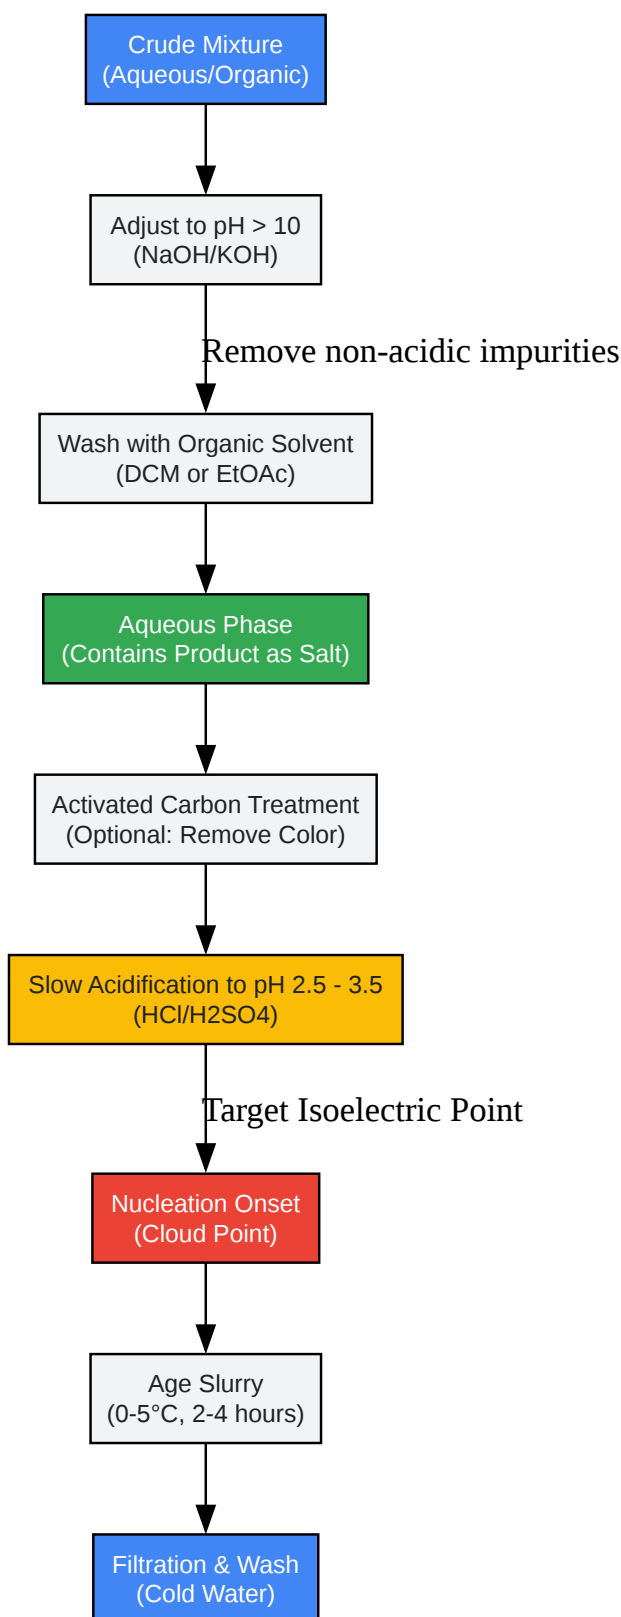 Crude Mixture
(Aqueous/Organic)
Adjust to pH > 10
(NaOH/KOH)
Remove non-acidic impurities
Wash with Organic Solvent
(DCM or EtOAc)
Aqueous Phase
(Contains Product as Salt)
Activated Carbon Treatment
(Optional: Remove Color)
Slow Acidification to pH 2.5 - 3.5
(HCl/H2SO4)
Target Isoelectric Point
Nucleation Onset
(Cloud Point)
Age Slurry
(0-5°C, 2-4 hours)
Filtration & Wash
(Cold Water)